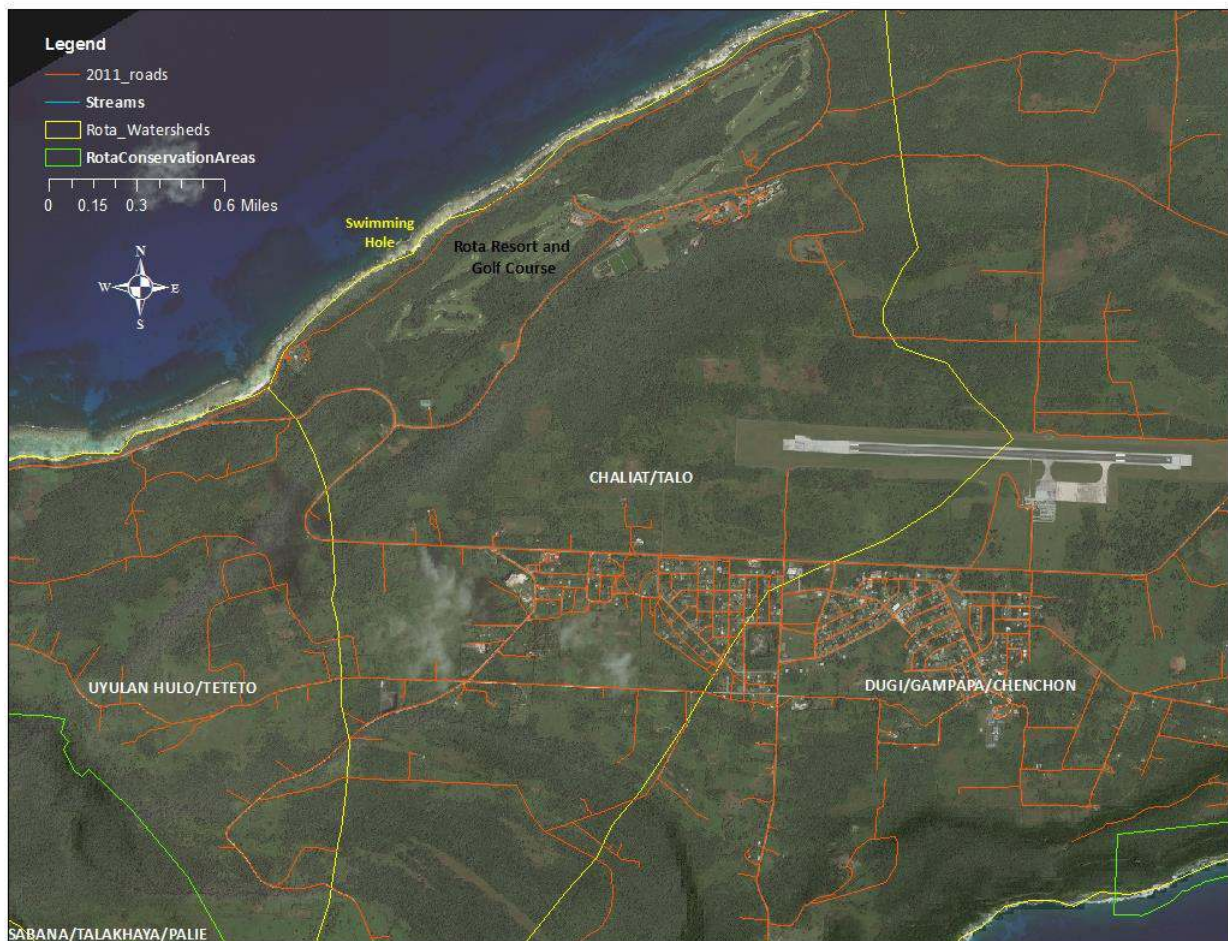 Legend
2011_roads
Streams
Rota_Watersheds
RotaConservationAreas
0 0.15 0.3 0.6 Miles
N
W E
S
Swimming
Hole
Rota Resort and
Golf Course
CHALIAT/TALO
UYULAN HULO/TETETO
DUGI/GAMPAPA/CHENCHON
SABANA/TALAKHAYA/PALIE